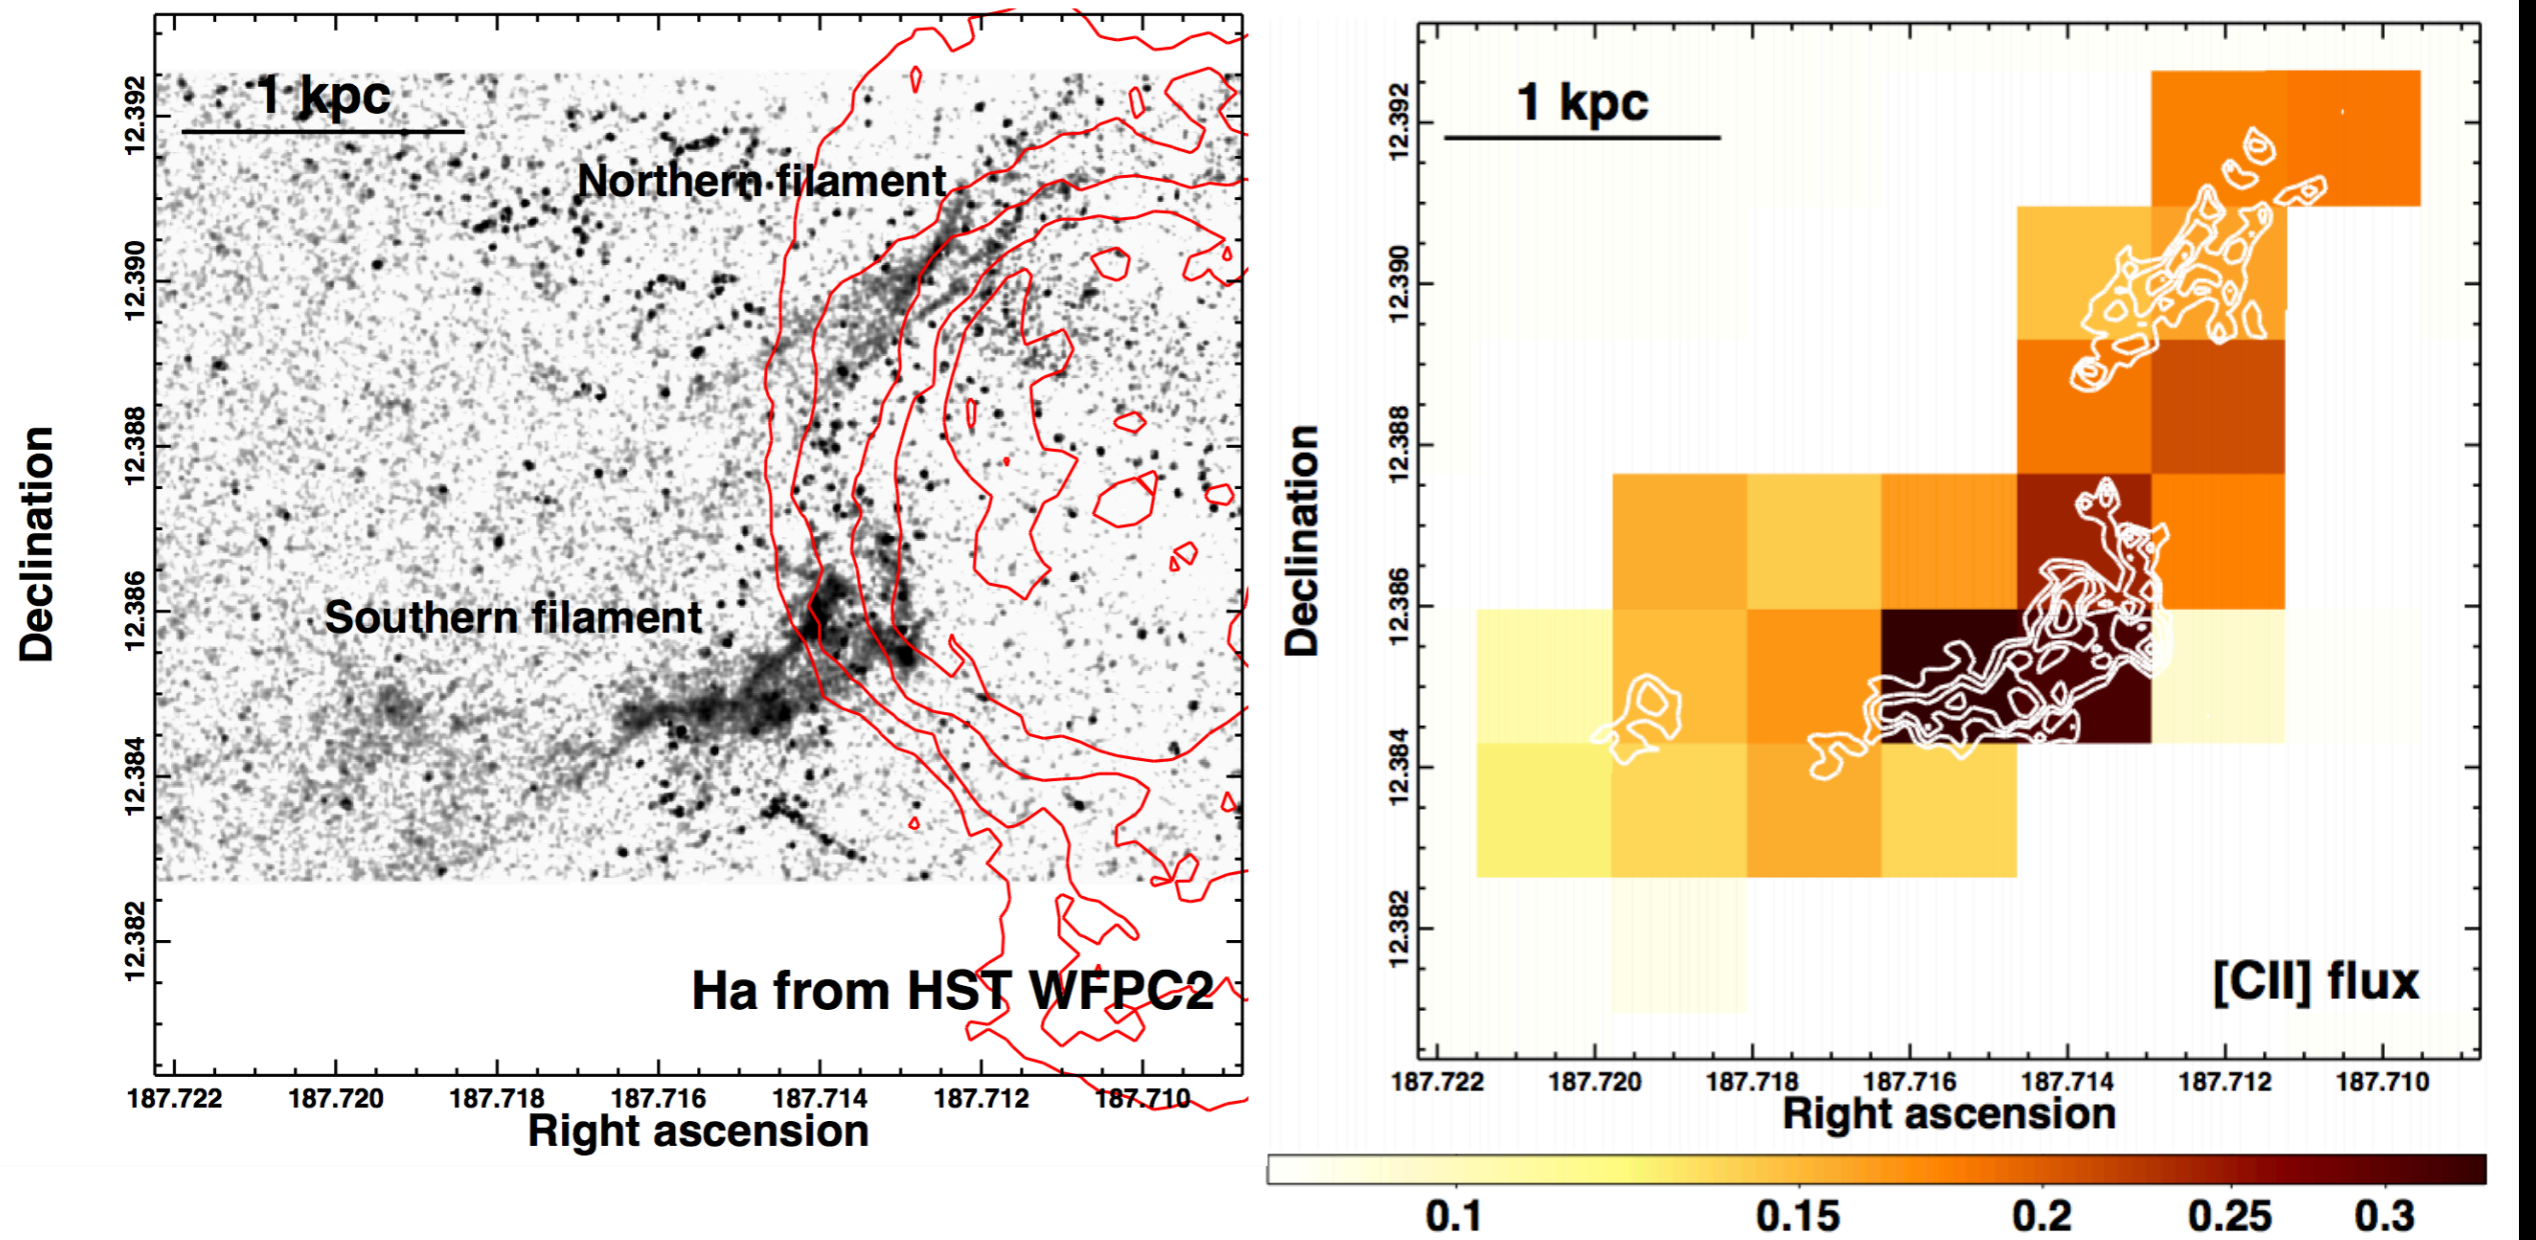 1 kpc
Northern filament
Southern filament
Ha from HST WFPC2
Declination
12.392
12.390
12.388
12.386
12.384
12.382
187.722 187.720 187.718 187.716 187.714 187.712 187.710
Right ascension
1 kpc
[CII] flux
Declination
12.392
12.390
12.388
12.386
12.384
12.382
187.722 187.720 187.718 187.716 187.714 187.712 187.710
Right ascension
0.1 0.15 0.2 0.25 0.3